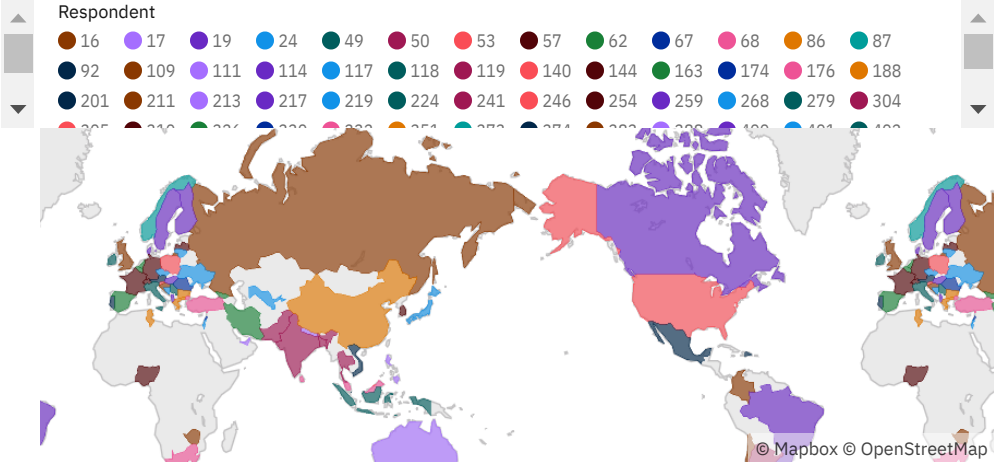 Respondent
16 17 19 24 49 50 53 57 62 67 68 86 87
92 109 111 114 117 118 119 140 144 163 174 176 188
201 211 213 217 219 224 241 246 254 259 268 279 304
© Mapbox © OpenStreetMap